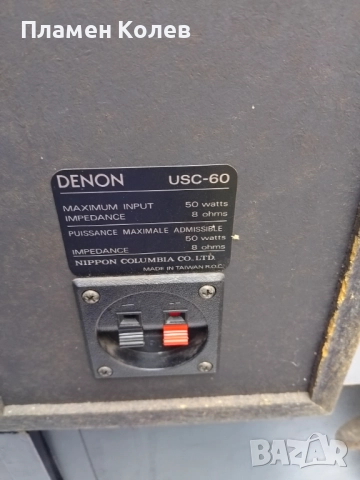 Пламен Колев
DENON USC-60
MAXIMUM INPUT 50 watts
IMPEDANCE 8 ohms
PUISSANCE MAXIMALE ADMISSIBLE
50 watts
IMPEDANCE 8 ohms
NIPPON COLUMBIA CO., LTD.
MADE IN TAIWAN R.O.C.
BAZAR